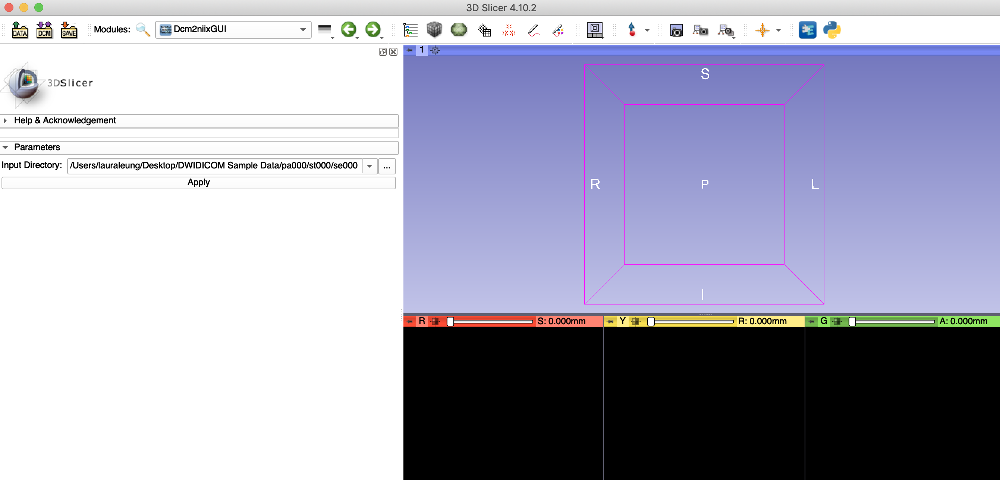 3D Slicer 4.10.2
DATA DCM SAVE Modules: Dcm2niixGUI
1
3DSlicer
Help & Acknowledgement
Parameters
Input Directory: /Users/lauraleung/Desktop/DWIDICOM Sample Data/pa000/st000/se000 ...
Apply
S
R P L
I
R S: 0.000mm Y R: 0.000mm G A: 0.000mm